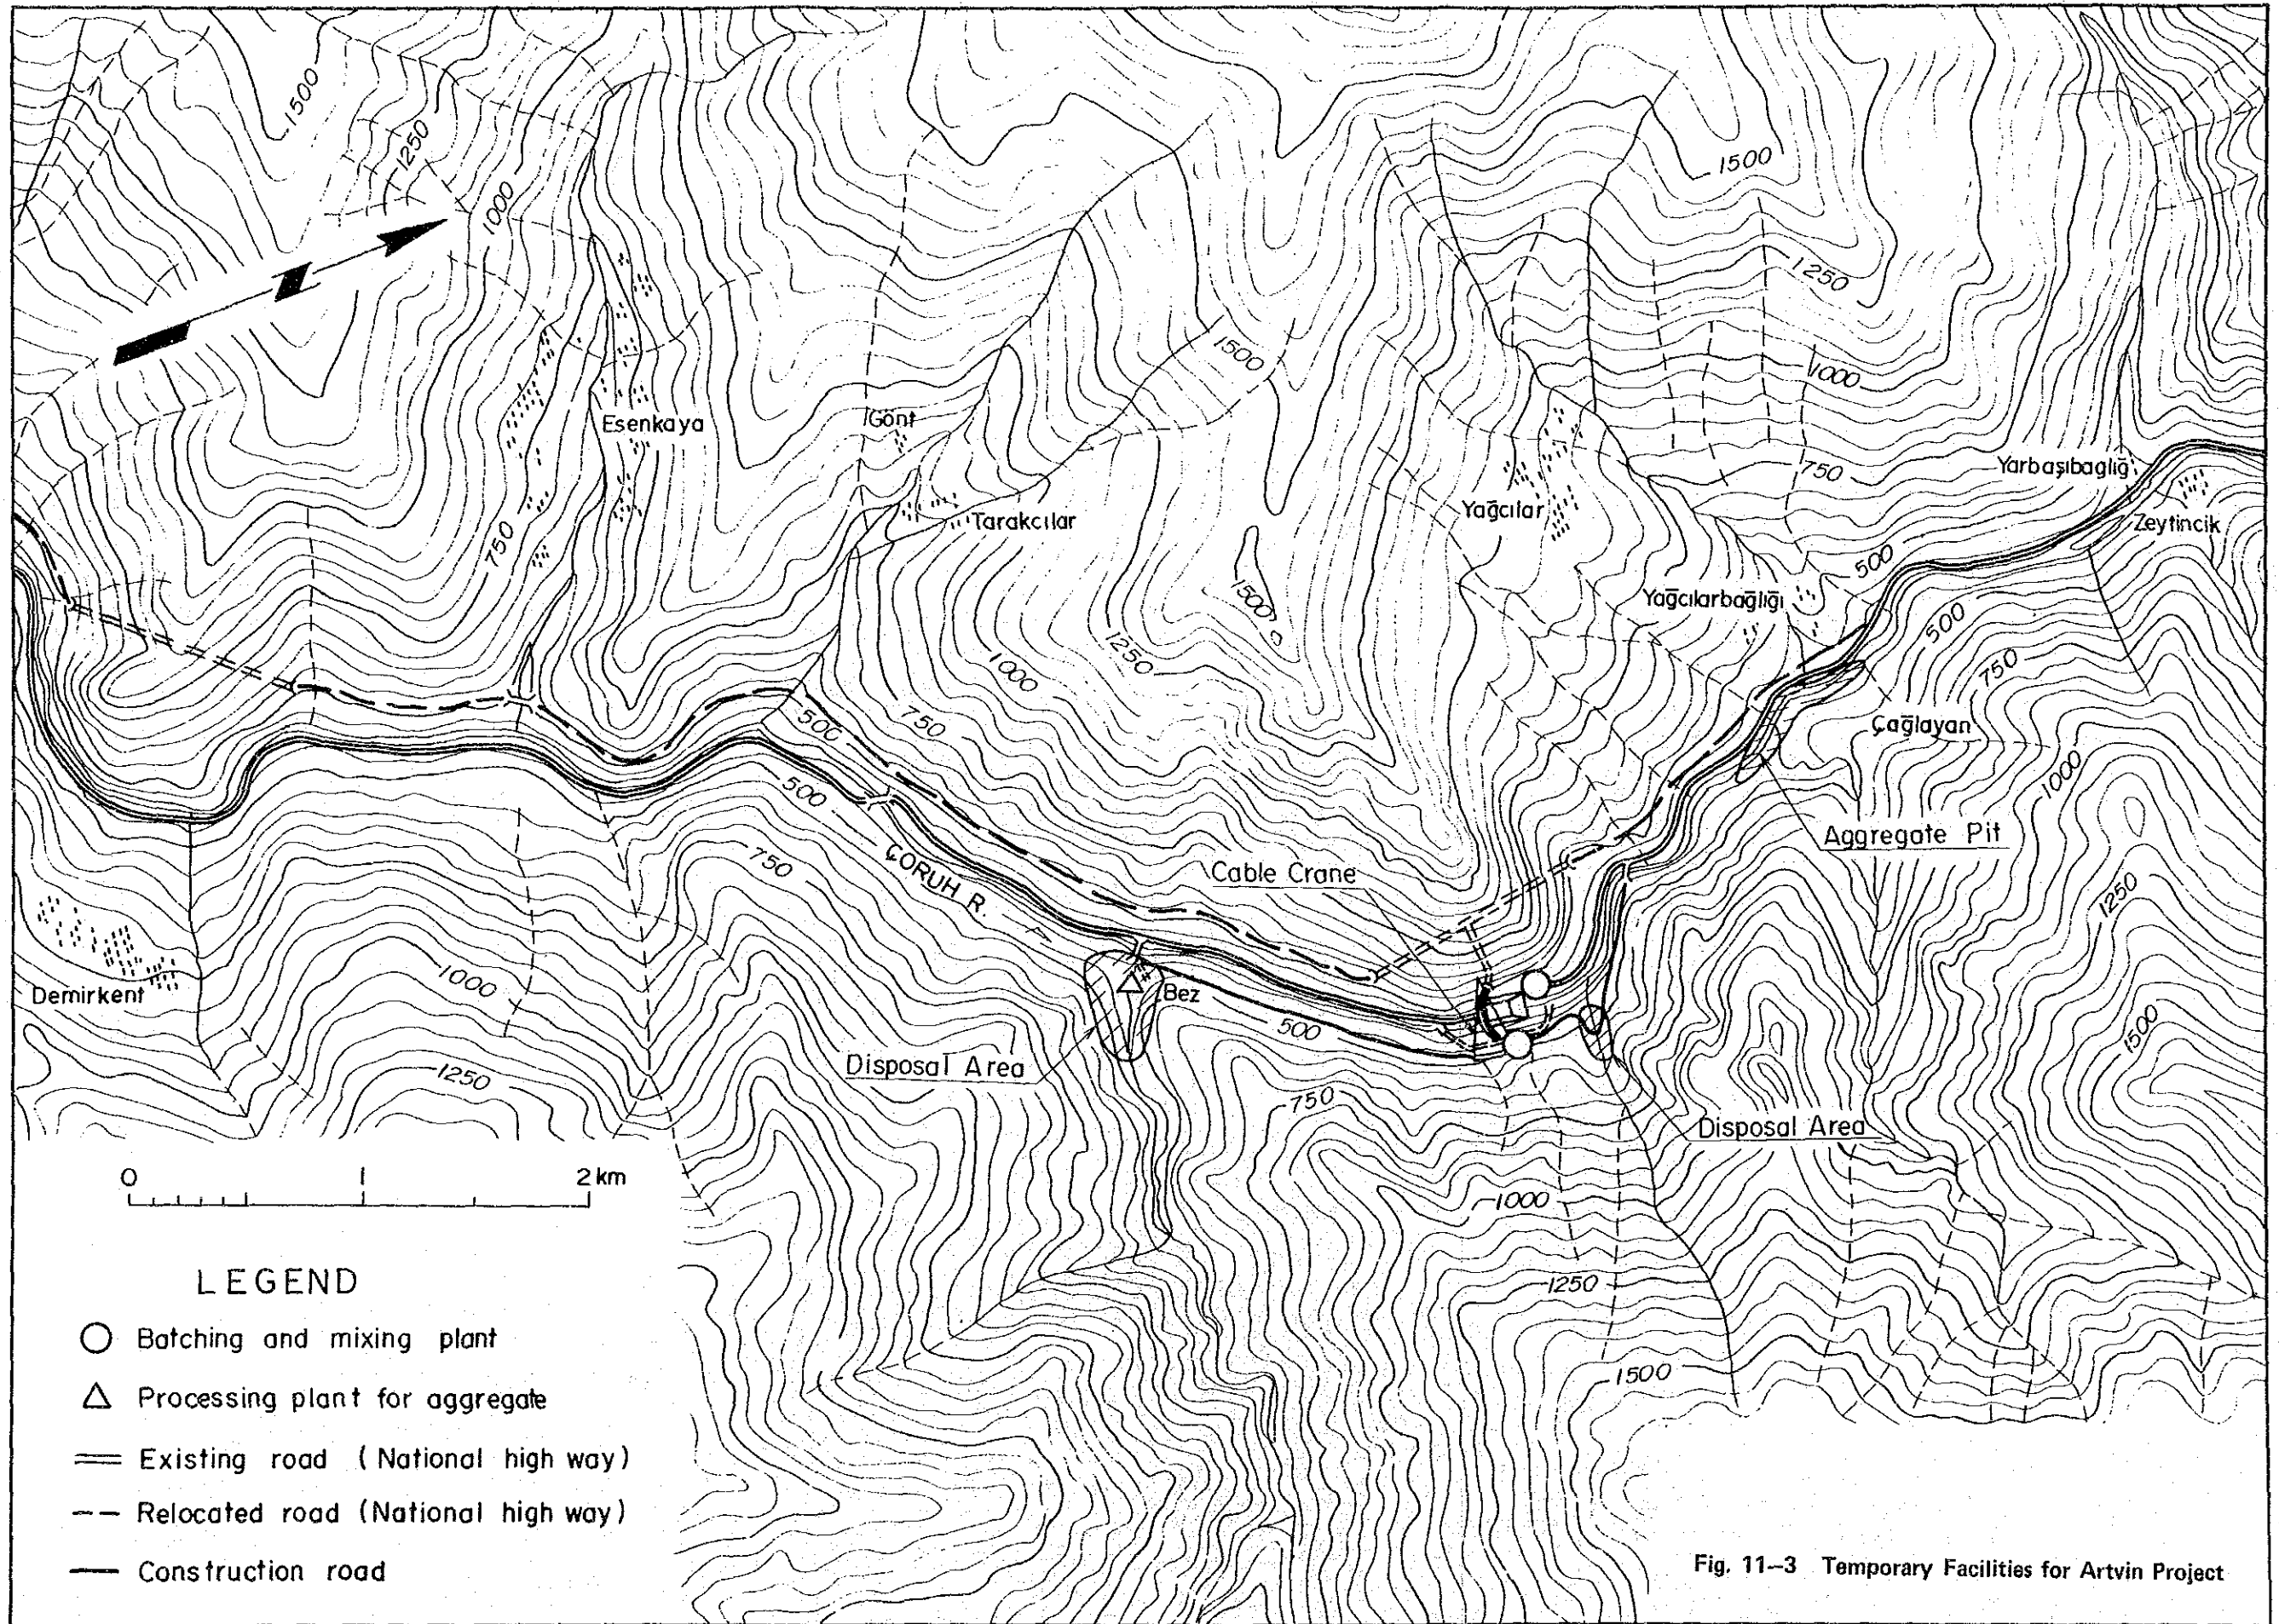 1500
1250
1000
1500
1250
1000
750
1500
Esenkaya
Gönt
Tarakcılar
Yağcılar
Yarbaşıbaglığ
Zeytincik
750
500
1500
1250
1000
Yağcılarbağlığı
500
750
Çağlayan
1000
500
750
500
750
ÇORUH R.
Cable Crane
Aggregate Pit
1250
Demirkent
1000
1250
Bez
500
Disposal Area
750
Disposal Area
1500
1000
1250
1500
0 1 2 km
LEGEND
Batching and mixing plant
Processing plant for aggregate
Existing road (National high way)
Relocated road (National high way)
Construction road
Fig. 11–3 Temporary Facilities for Artvin Project